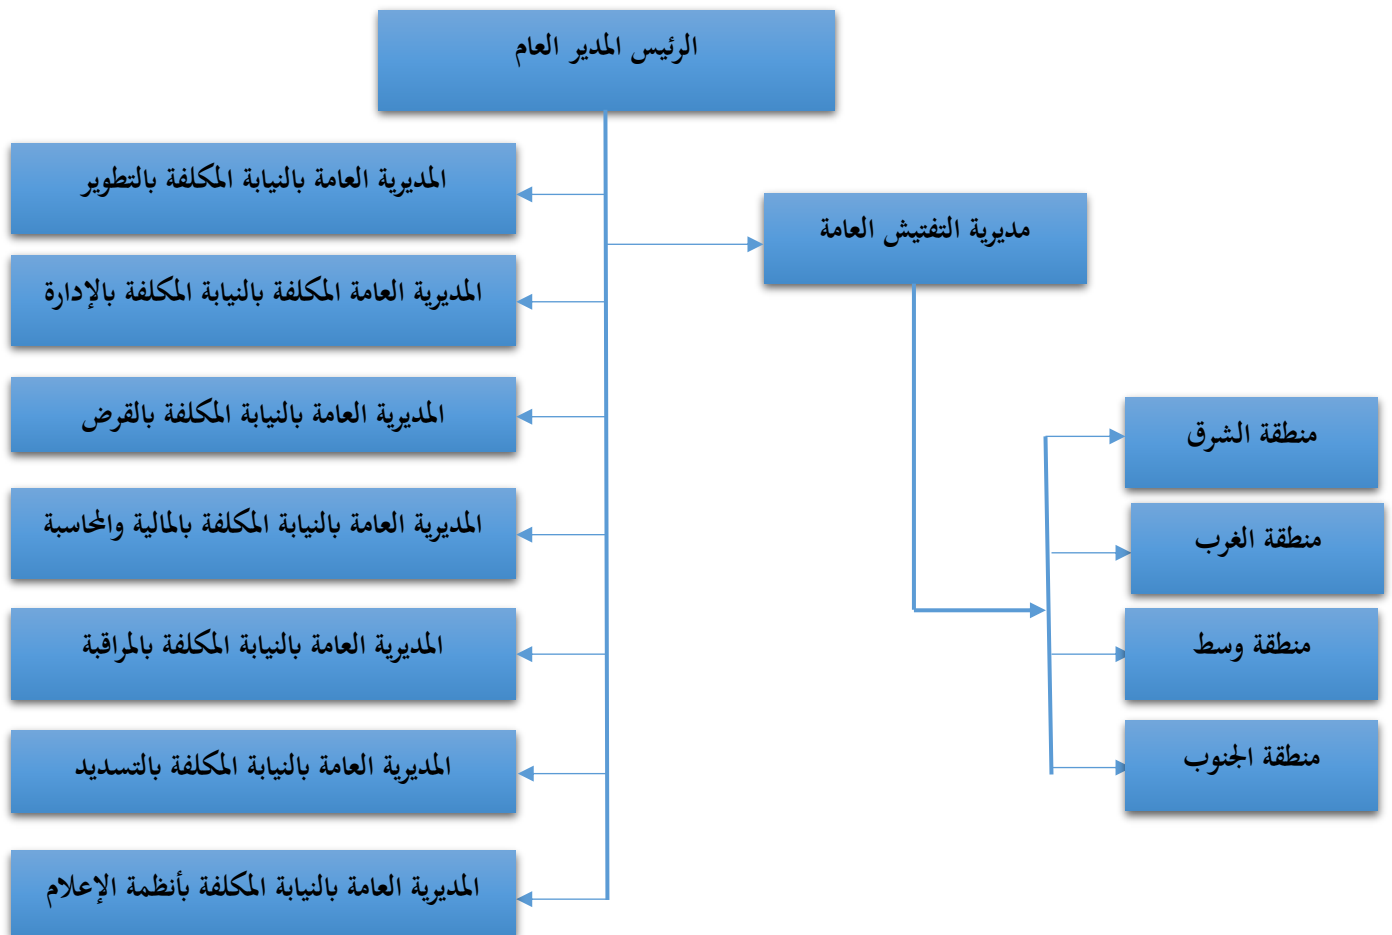 الرئيس المدير العام
المديرية العامة بالنيابة المكلفة بالتطوير
مديرية التفتيش العامة
المديرية العامة المكلفة بالنيابة المكلفة بالإدارة
المديرية العامة بالنيابة المكلفة بالقرض
منطقة الشرق
المديرية العامة بالنيابة المكلفة بالمالية والمحاسبة
منطقة الغرب
المديرية العامة بالنيابة المكلفة بالمراقبة
منطقة وسط
المديرية العامة بالنيابة المكلفة بالتسديد
منطقة الجنوب
المديرية العامة بالنيابة المكلفة بأنظمة الإعلام